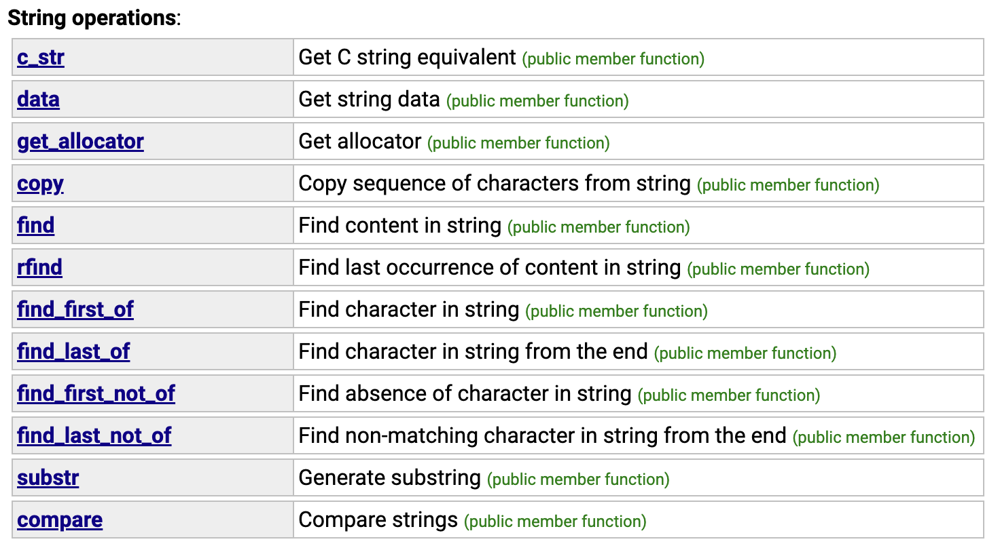 String operations:
c_str Get C string equivalent (public member function)
data Get string data (public member function)
get_allocator Get allocator (public member function)
copy Copy sequence of characters from string (public member function)
find Find content in string (public member function)
rfind Find last occurrence of content in string (public member function)
find_first_of Find character in string (public member function)
find_last_of Find character in string from the end (public member function)
find_first_not_of Find absence of character in string (public member function)
find_last_not_of Find non-matching character in string from the end (public member function)
substr Generate substring (public member function)
compare Compare strings (public member function)